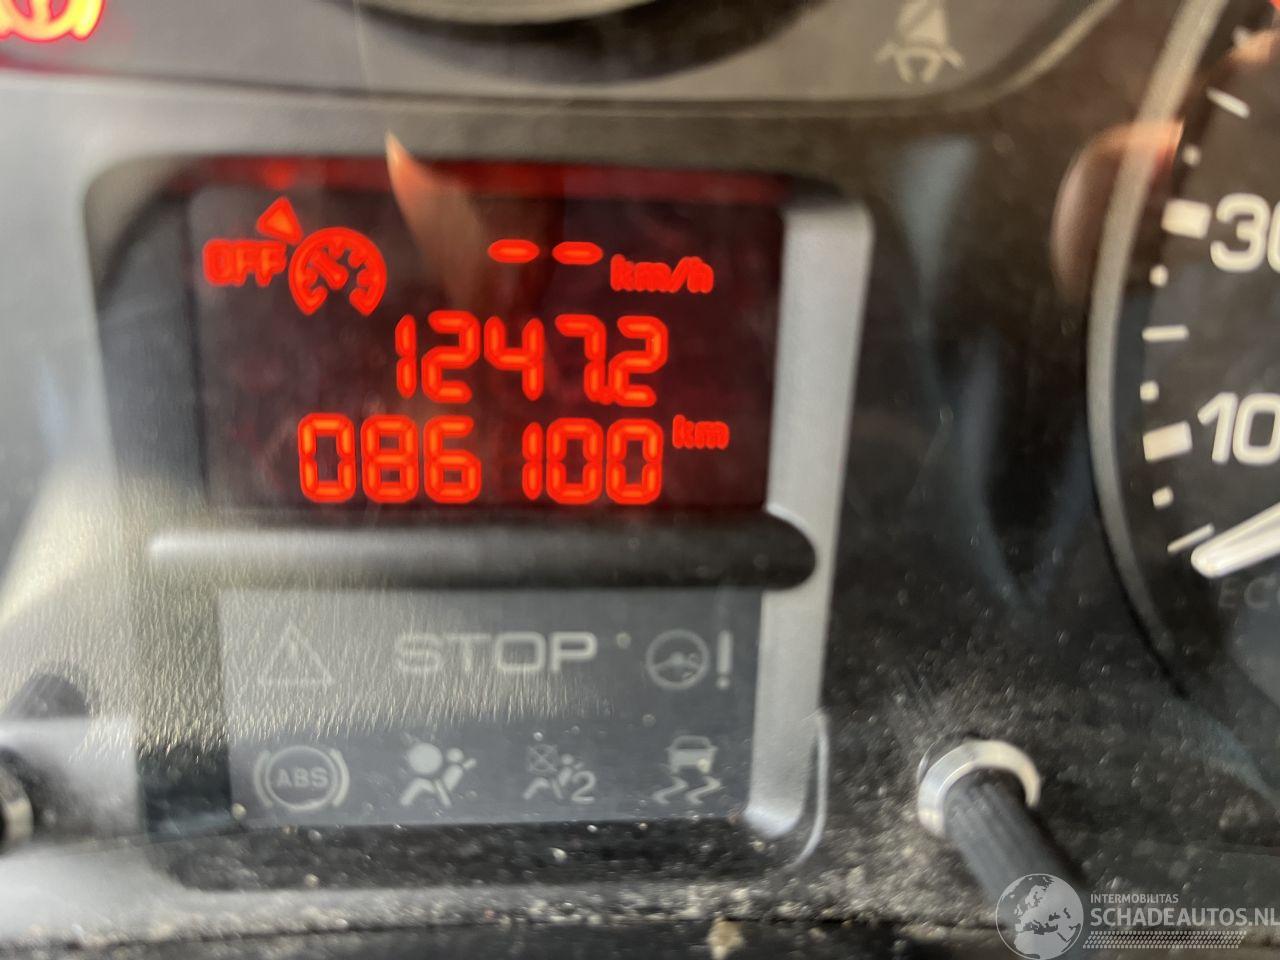 OFF -- km/h
1247.2
086100 km
STOP !
ABS 2
30
10
INTERMOBILITAS
SCHADEAUTOS.NL